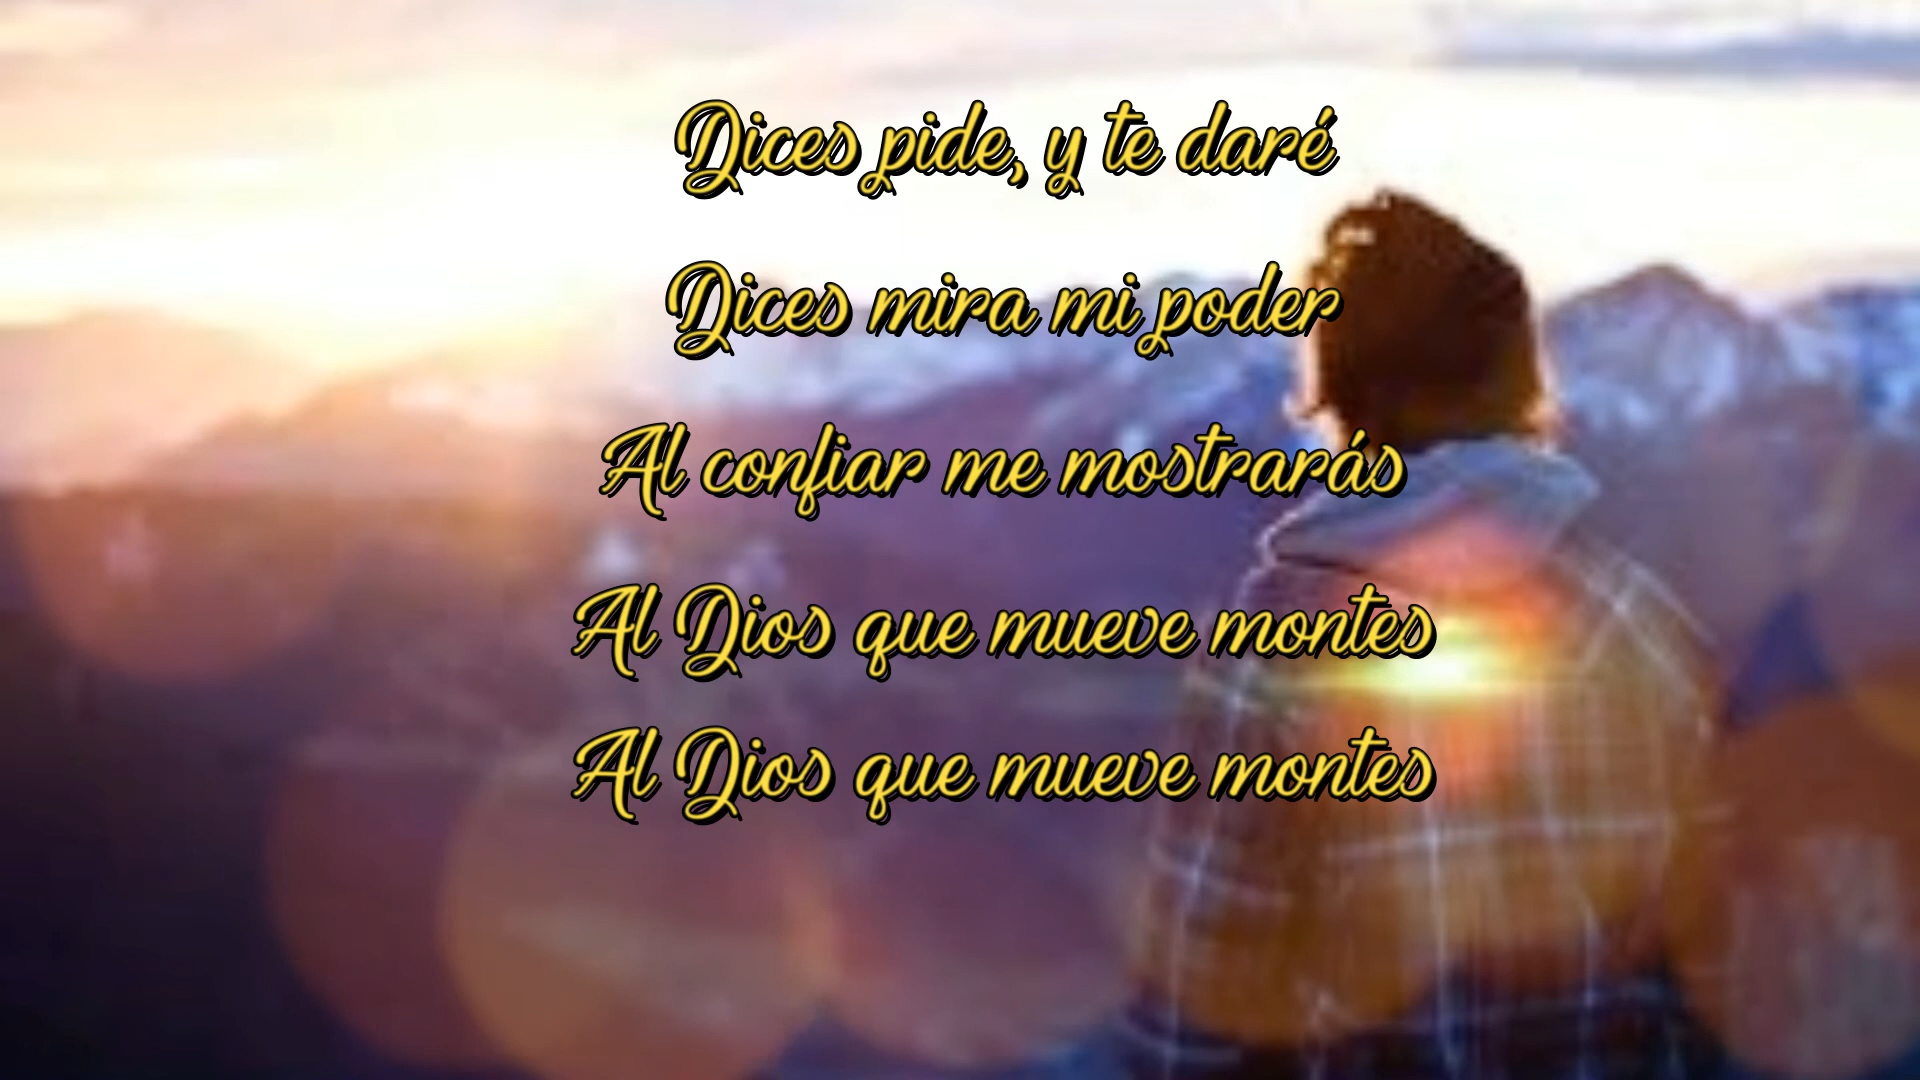 Dices pide, y te daré
Dices mira mi poder
Al confiar me mostrarás
Al Dios que mueve montes
Al Dios que mueve montes